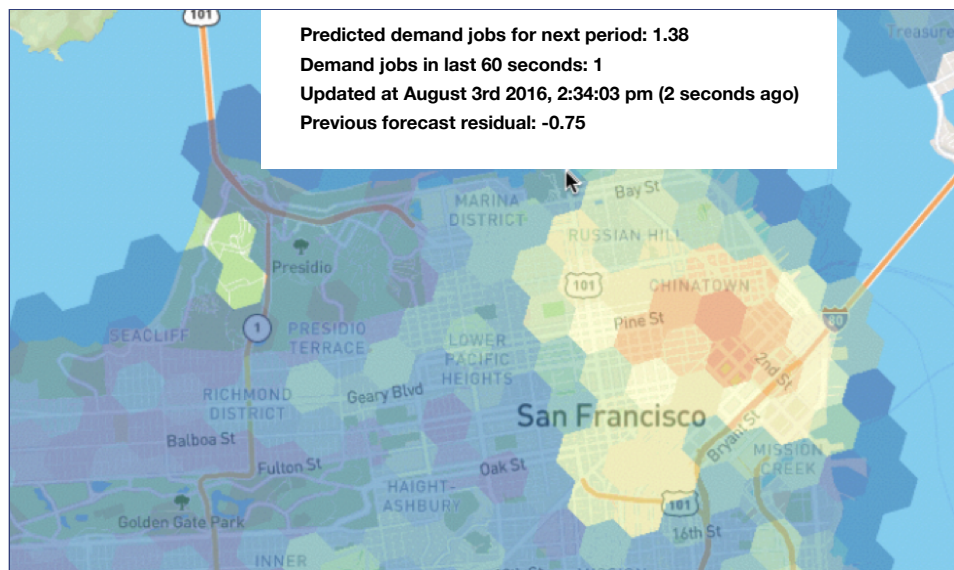 101
Predicted demand jobs for next period: 1.38
Demand jobs in last 60 seconds: 1
Updated at August 3rd 2016, 2:34:03 pm (2 seconds ago)
Previous forecast residual: -0.75
Treasure
Bay St
MARINA
DISTRICT
RUSSIAN HILL
Presidio
101
CHINATOWN
Pine St
80
1
SEACLIFF
PRESIDIO
TERRACE
LOWER
PACIFIC
HEIGHTS
2nd St
RICHMOND
DISTRICT
Geary Blvd
San Francisco
Balboa St
Bryant St
MISSION
CREEK
Fulton St
Oak St
HAIGHT-
ASHBURY
101
Golden Gate Park
16th St
INNER